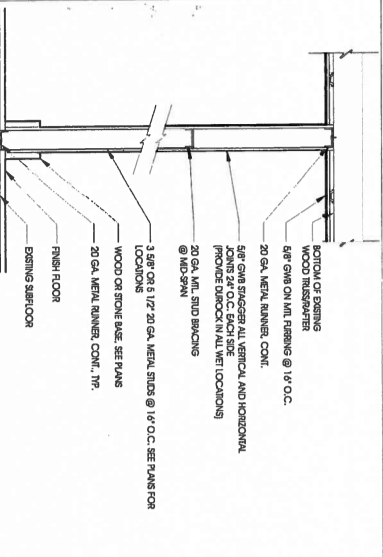 BOTTOM OF EXISTING
WOOD TRUSS/RAFTER
5/8" GWB ON MTL FURRING @ 16" O.C.
20 GA. METAL RUNNER, CONT.
5/8" GWB STAGGER ALL VERTICAL AND HORIZONTAL
JOINTS 24" O.C. EACH SIDE
(PROVIDE DUROCK IN ALL WET LOCATIONS)
20 GA. MTL STUD BRACING
@ MID-SPAN
3 5/8" OR 8 1/2" 20 GA. METAL STUDS @ 16" O.C. SEE PLANS FOR
LOCATIONS
WOOD OR STONE BASE. SEE PLANS
20 GA. METAL RUNNER, CONT., TYP.
FINISH FLOOR
EXISTING SUBFLOOR